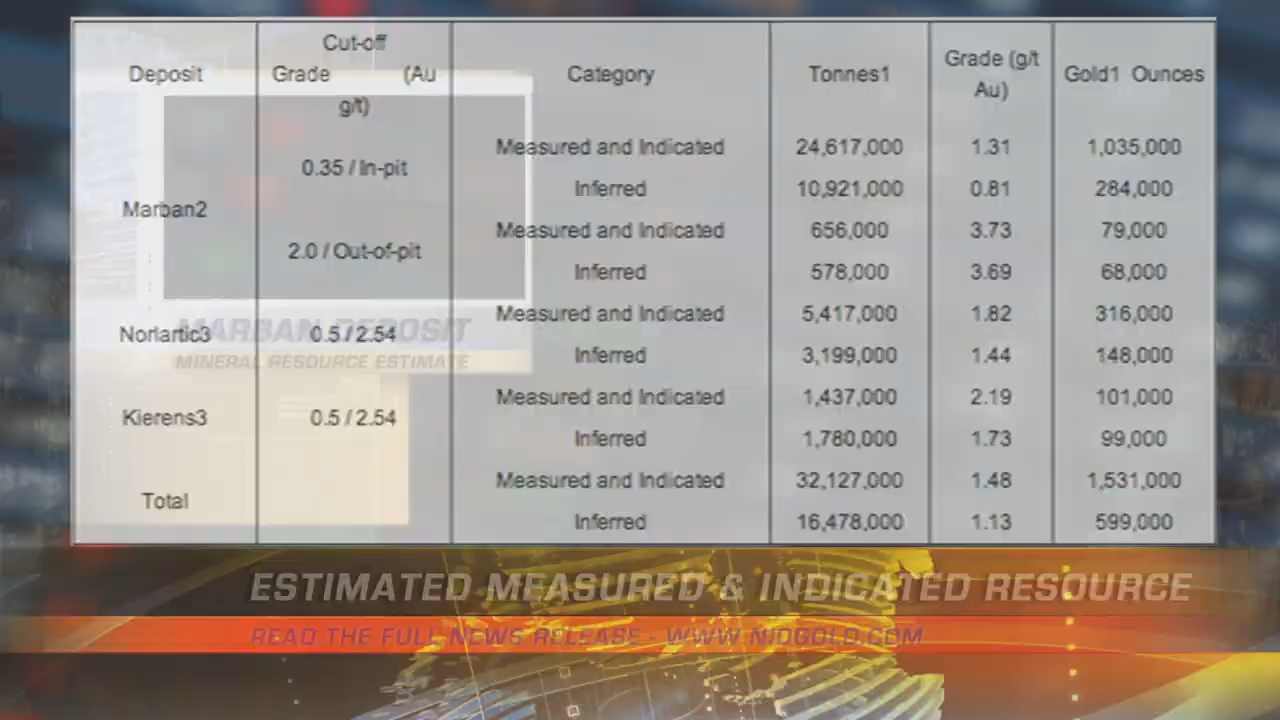 Deposit Cut-off Grade (Au g/t) Category Tonnes1 Grade (g/t Au) Gold1 Ounces
Marban2 0.35 / In-pit Measured and Indicated 24,617,000 1.31 1,035,000
Inferred 10,921,000 0.81 284,000
2.0 / Out-of-pit Measured and Indicated 656,000 3.73 79,000
Inferred 578,000 3.69 68,000
Norlartic3 0.5 / 2.54 Measured and Indicated 5,417,000 1.82 316,000
Inferred 3,199,000 1.44 148,000
Kierens3 0.5 / 2.54 Measured and Indicated 1,437,000 2.19 101,000
Inferred 1,780,000 1.73 99,000
Total Measured and Indicated 32,127,000 1.48 1,531,000
Inferred 16,478,000 1.13 599,000
MARBAN DEPOSIT
MINERAL RESOURCE ESTIMATE
ESTIMATED MEASURED & INDICATED RESOURCE
READ THE FULL NEWS RELEASE - WWW.NIOGOLD.COM